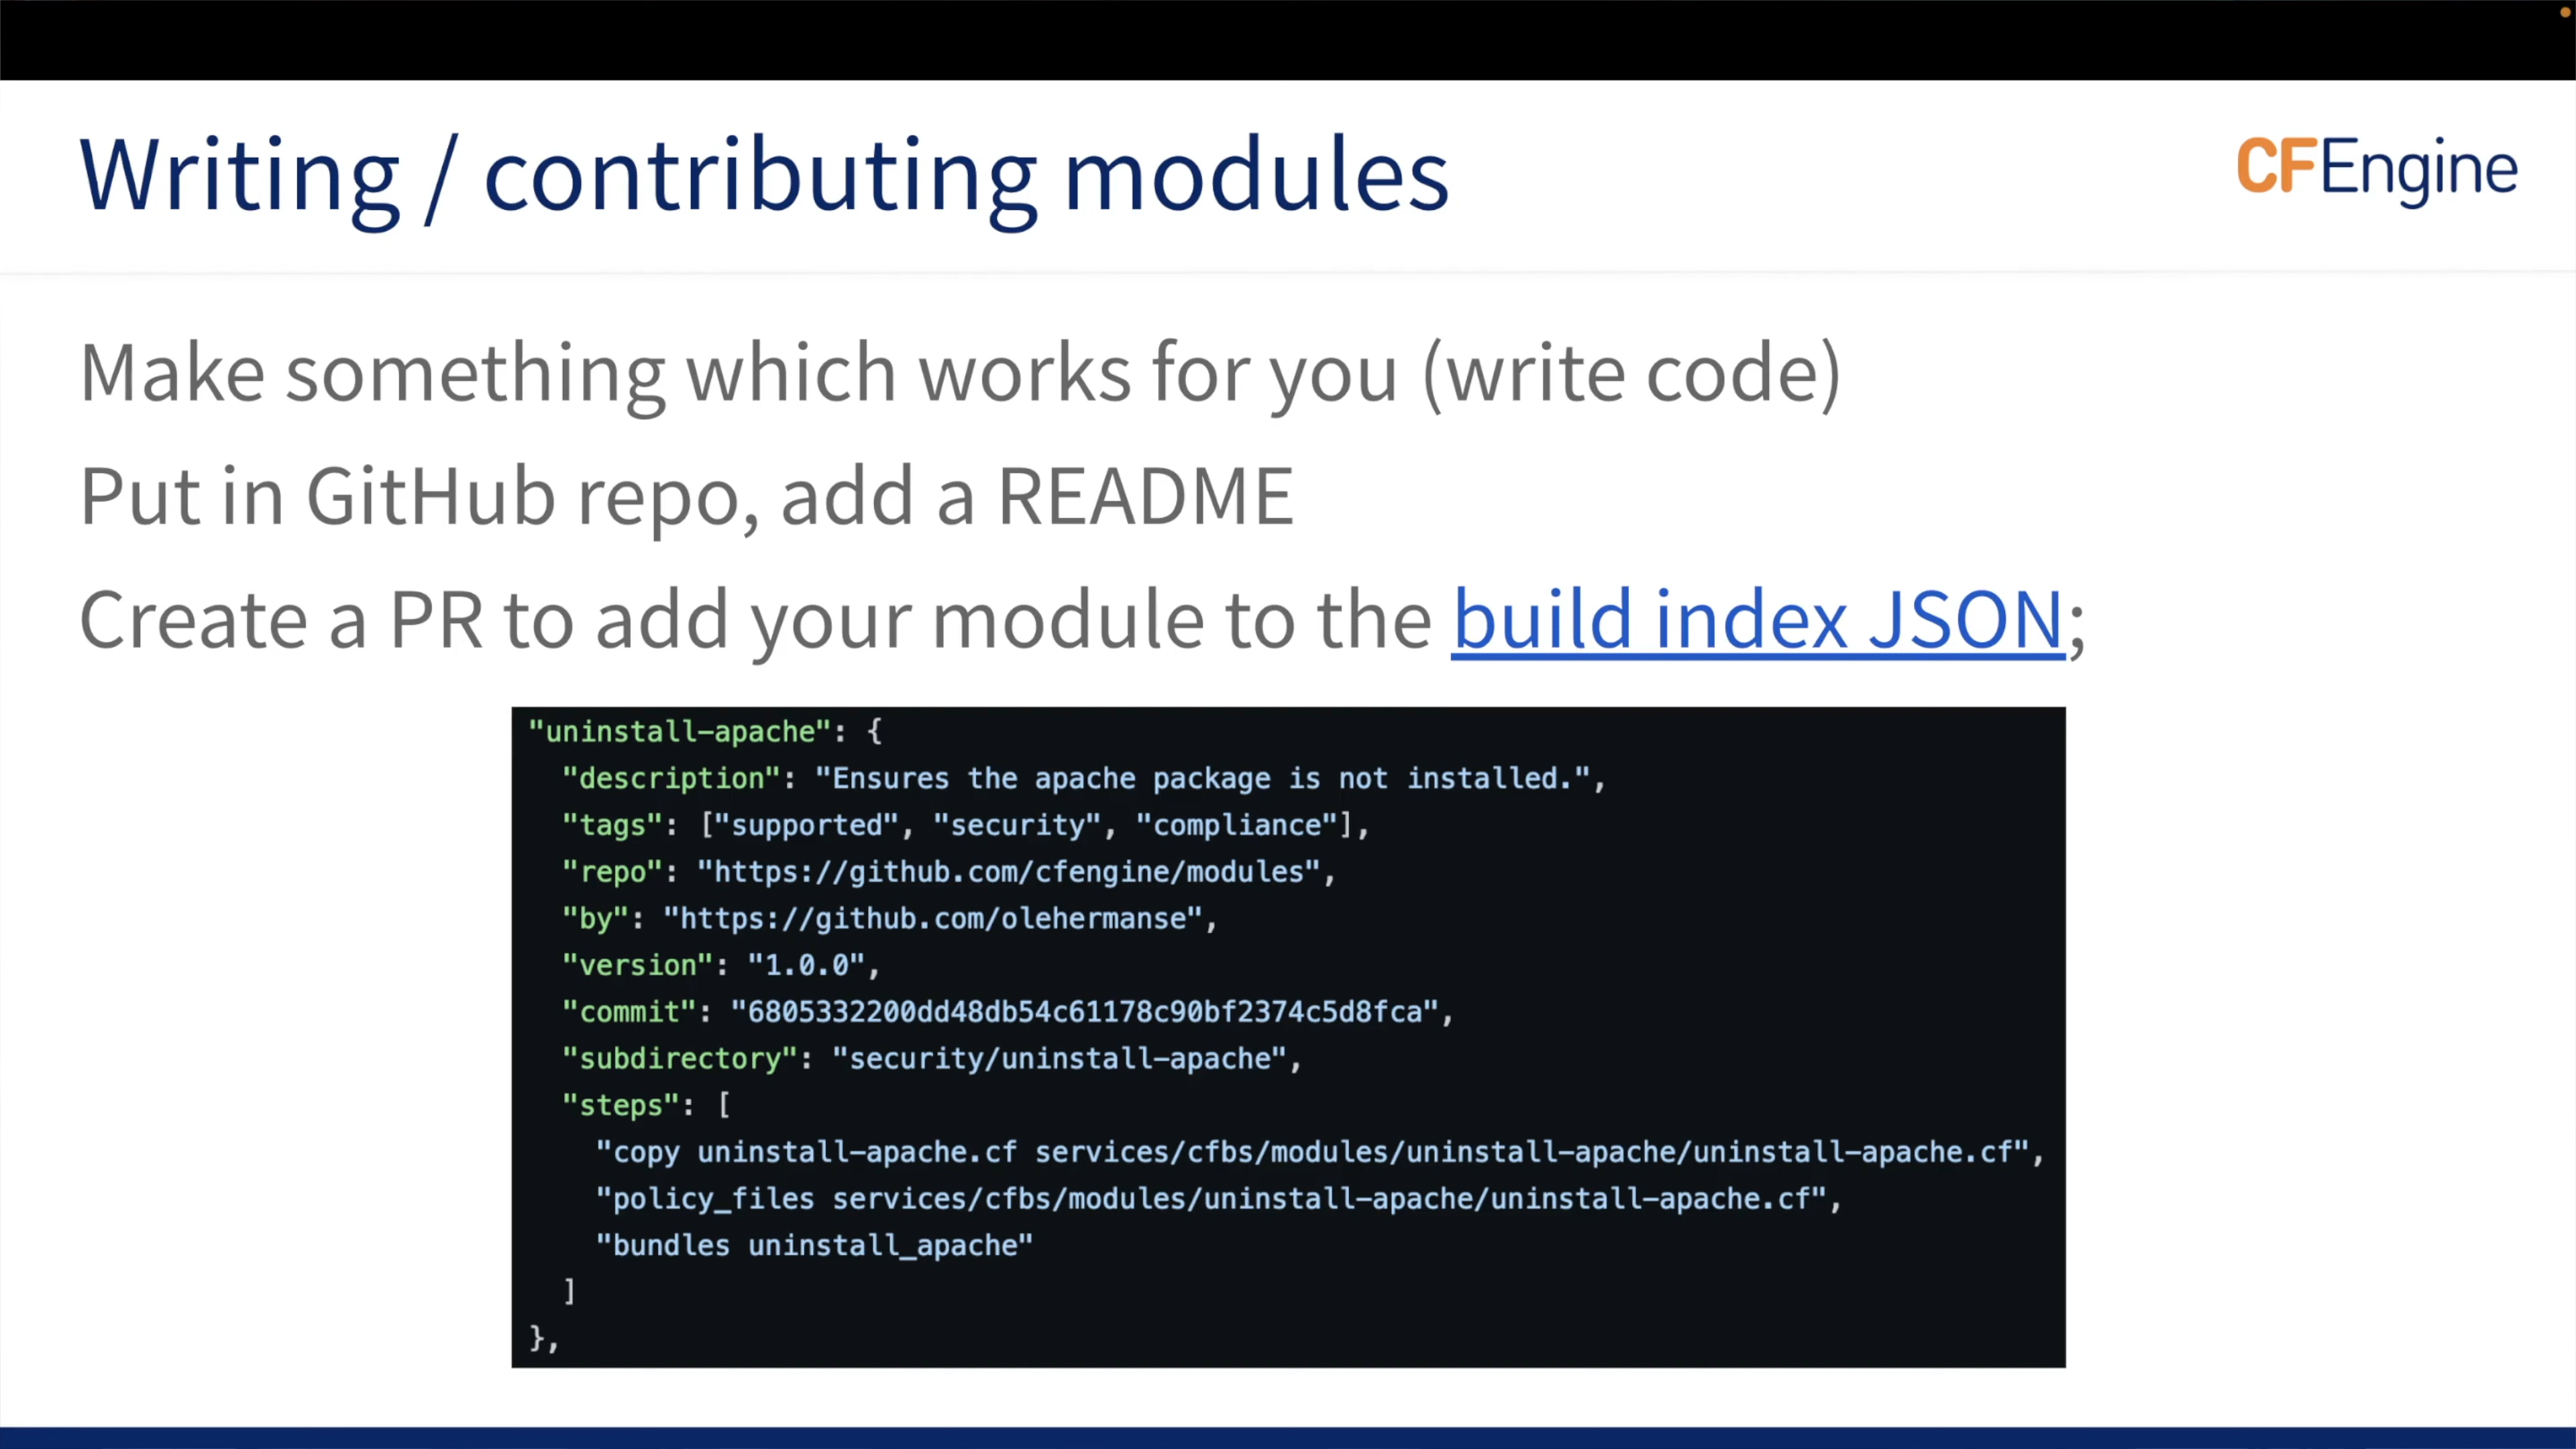 Writing / contributing modules
CFEngine
Make something which works for you (write code)
Put in GitHub repo, add a README
Create a PR to add your module to the build index JSON;
"uninstall-apache": {
  "description": "Ensures the apache package is not installed.",
  "tags": ["supported", "security", "compliance"],
  "repo": "https://github.com/cfengine/modules",
  "by": "https://github.com/olehermanse",
  "version": "1.0.0",
  "commit": "6805332200dd48db54c61178c90bf2374c5d8fca",
  "subdirectory": "security/uninstall-apache",
  "steps": [
    "copy uninstall-apache.cf services/cfbs/modules/uninstall-apache/uninstall-apache.cf",
    "policy_files services/cfbs/modules/uninstall-apache/uninstall-apache.cf",
    "bundles uninstall_apache"
  ]
},